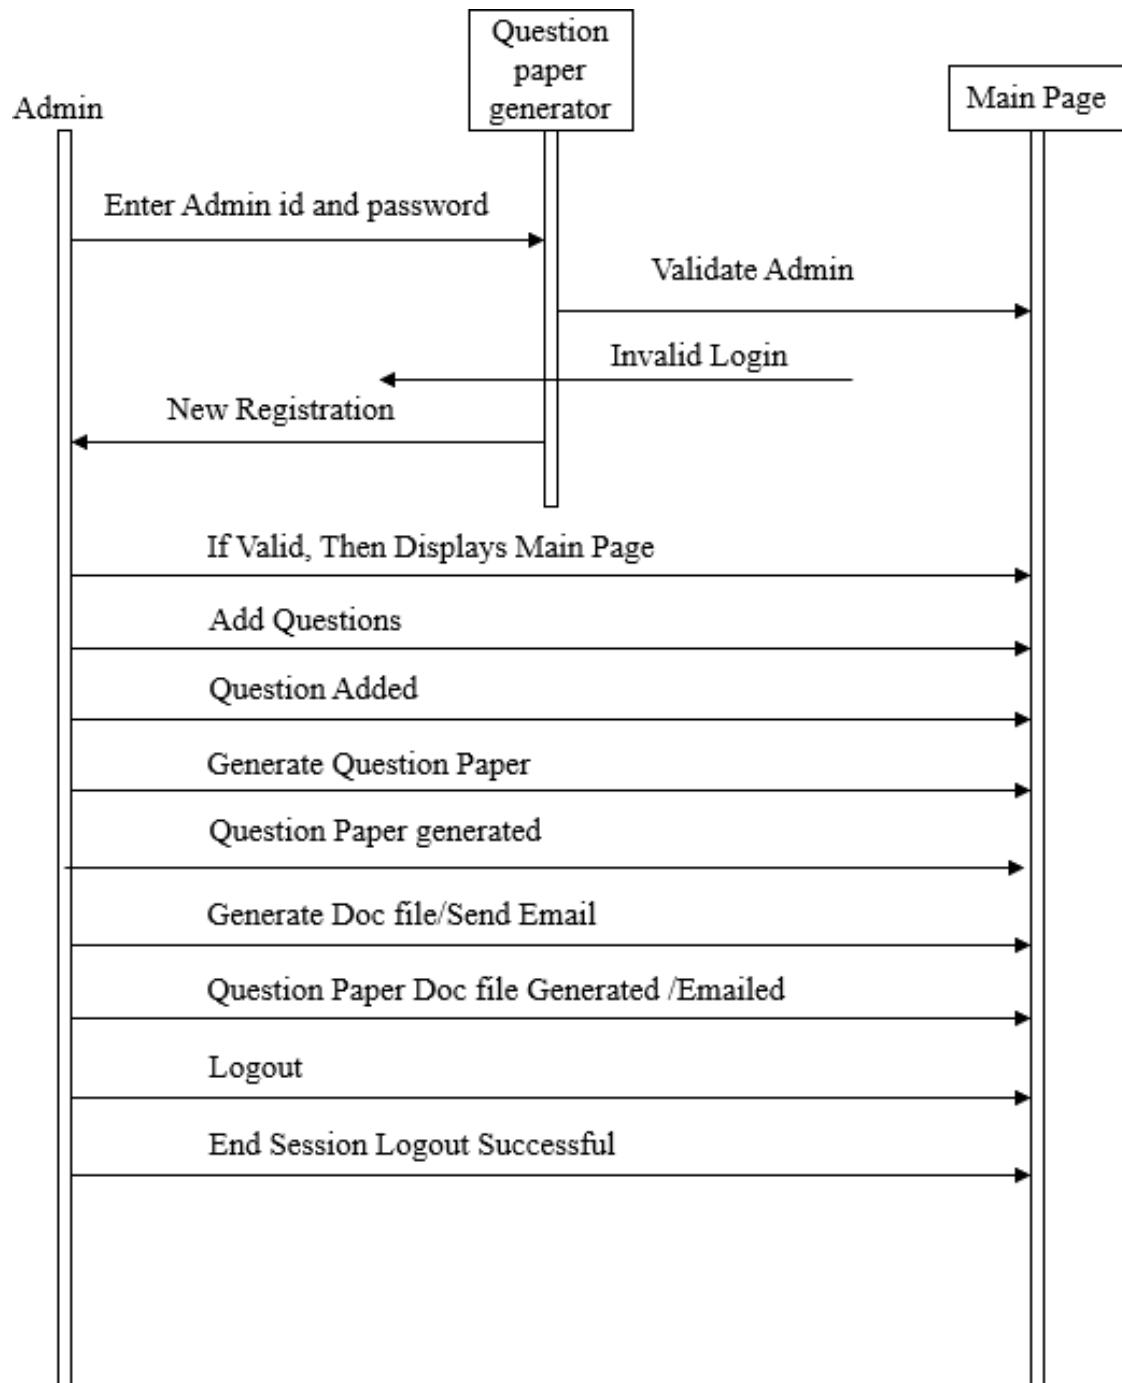 Question
paper
generator
Admin
Main Page
Enter Admin id and password
Validate Admin
Invalid Login
New Registration
If Valid, Then Displays Main Page
Add Questions
Question Added
Generate Question Paper
Question Paper generated
Generate Doc file/Send Email
Question Paper Doc file Generated /Emailed
Logout
End Session Logout Successful